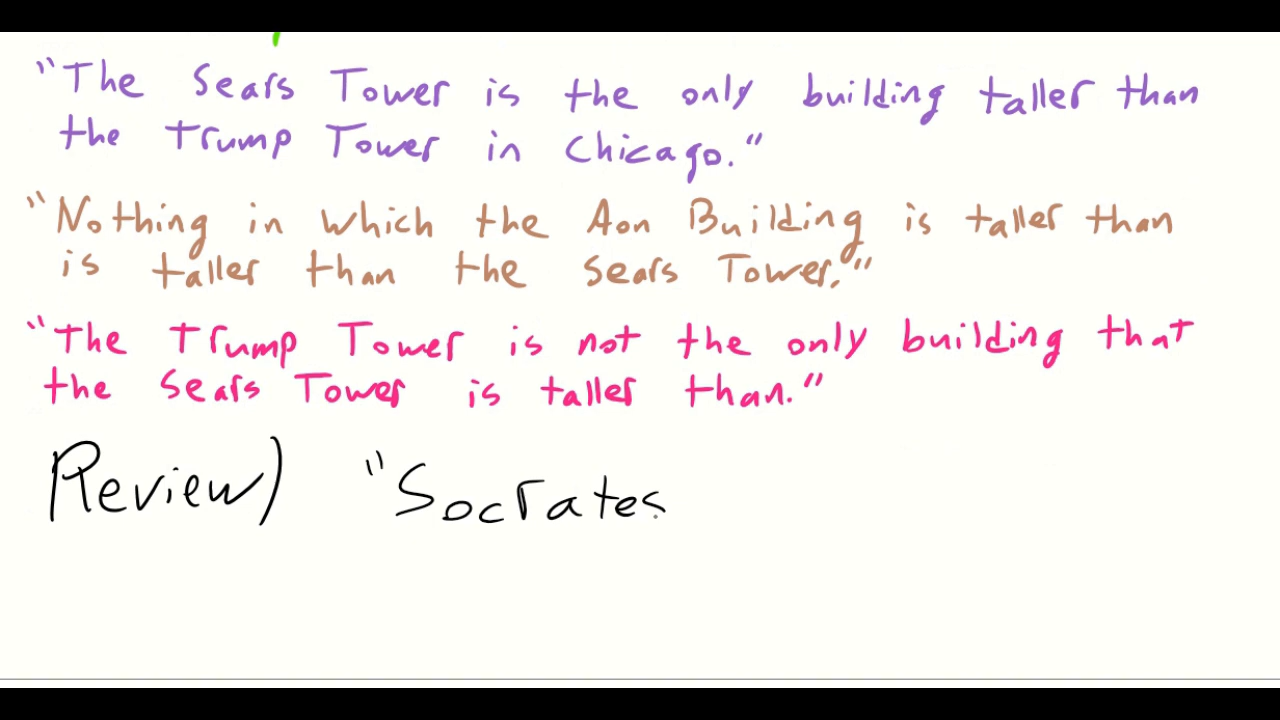 "The Sears Tower is the only building taller than
the Trump Tower in Chicago."
"Nothing in which the Aon Building is taller than
is taller than the Sears Tower."
"The Trump Tower is not the only building that
the Sears Tower is taller than."
Review) "Socrates